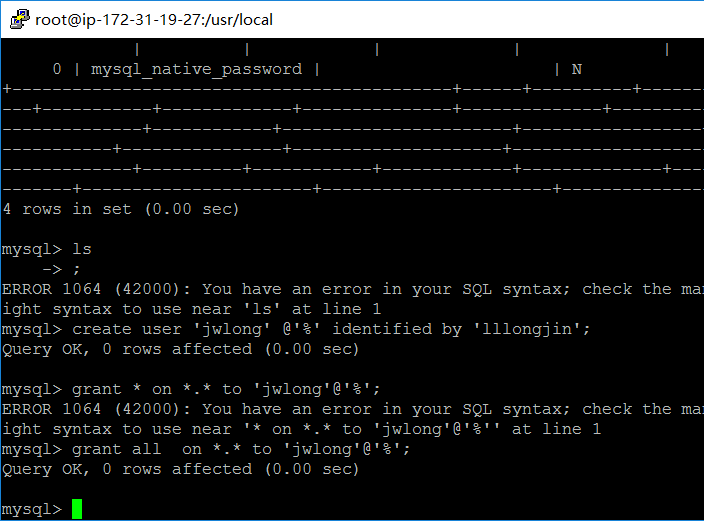 root@ip-172-31-19-27:/usr/local
| | | | |
0 | mysql_native_password | | N
+------------------------------------------+------+----------+-------
---+-----------+-------------+-----------------+--------------+---------
--------------+------------+-----------------------+------------------
-----------+----------------+---------------------+-------------------
-------------+----------+------------+---------------+--------------+---
-------+-----------------------+-----------------------+--------------
4 rows in set (0.00 sec)
mysql> ls
-> ;
ERROR 1064 (42000): You have an error in your SQL syntax; check the man
ight syntax to use near 'ls' at line 1
mysql> create user 'jwlong' @'%' identified by 'lllongjin';
Query OK, 0 rows affected (0.00 sec)
mysql> grant * on *.* to 'jwlong'@'%';
ERROR 1064 (42000): You have an error in your SQL syntax; check the man
ight syntax to use near '* on *.* to 'jwlong'@'%'' at line 1
mysql> grant all  on *.* to 'jwlong'@'%';
Query OK, 0 rows affected (0.00 sec)
mysql>